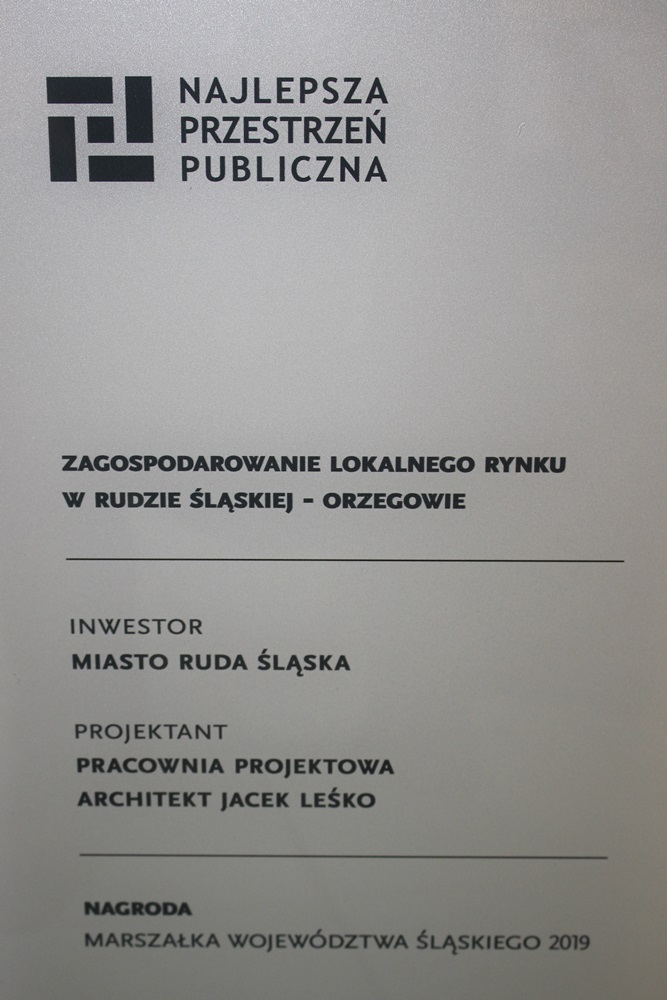 NAJLEPSZA
PRZESTRZEŃ
PUBLICZNA
ZAGOSPODAROWANIE LOKALNEGO RYNKU
W RUDZIE ŚLĄSKIEJ - ORZEGOWIE
INWESTOR
MIASTO RUDA ŚLĄSKA
PROJEKTANT
PRACOWNIA PROJEKTOWA
ARCHITEKT JACEK LEŚKO
NAGRODA
MARSZAŁKA WOJEWÓDZTWA ŚLĄSKIEGO 2019